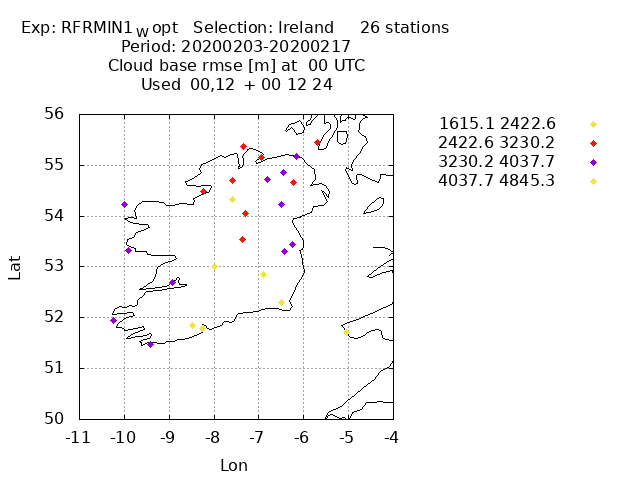 Exp: RFRMIN1_W opt Selection: Ireland 26 stations
Period: 20200203-20200217
Cloud base rmse [m] at 00 UTC
Used 00,12 + 00 12 24
1615.1 2422.6
2422.6 3230.2
3230.2 4037.7
4037.7 4845.3
56
55
54
53
52
51
50
Lat
-11 -10 -9 -8 -7 -6 -5 -4
Lon